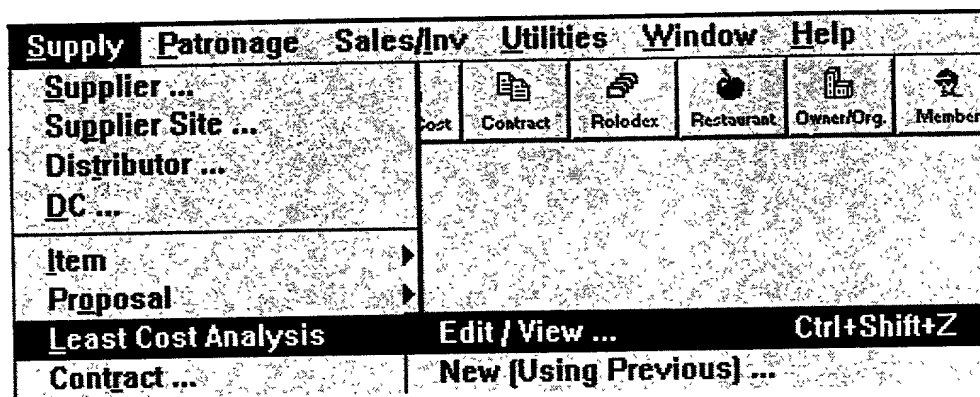 Supply Patronage Sales/Inv Utilities Window Help
Supplier ...
Supplier Site ...
Distributor ...
DC ...
Cost Contract Rolodex Restaurant Owner/Org. Member
Item
Proposal
Least Cost Analysis Edit / View ... Ctrl+Shift+Z
Contract ... New (Using Previous) ...